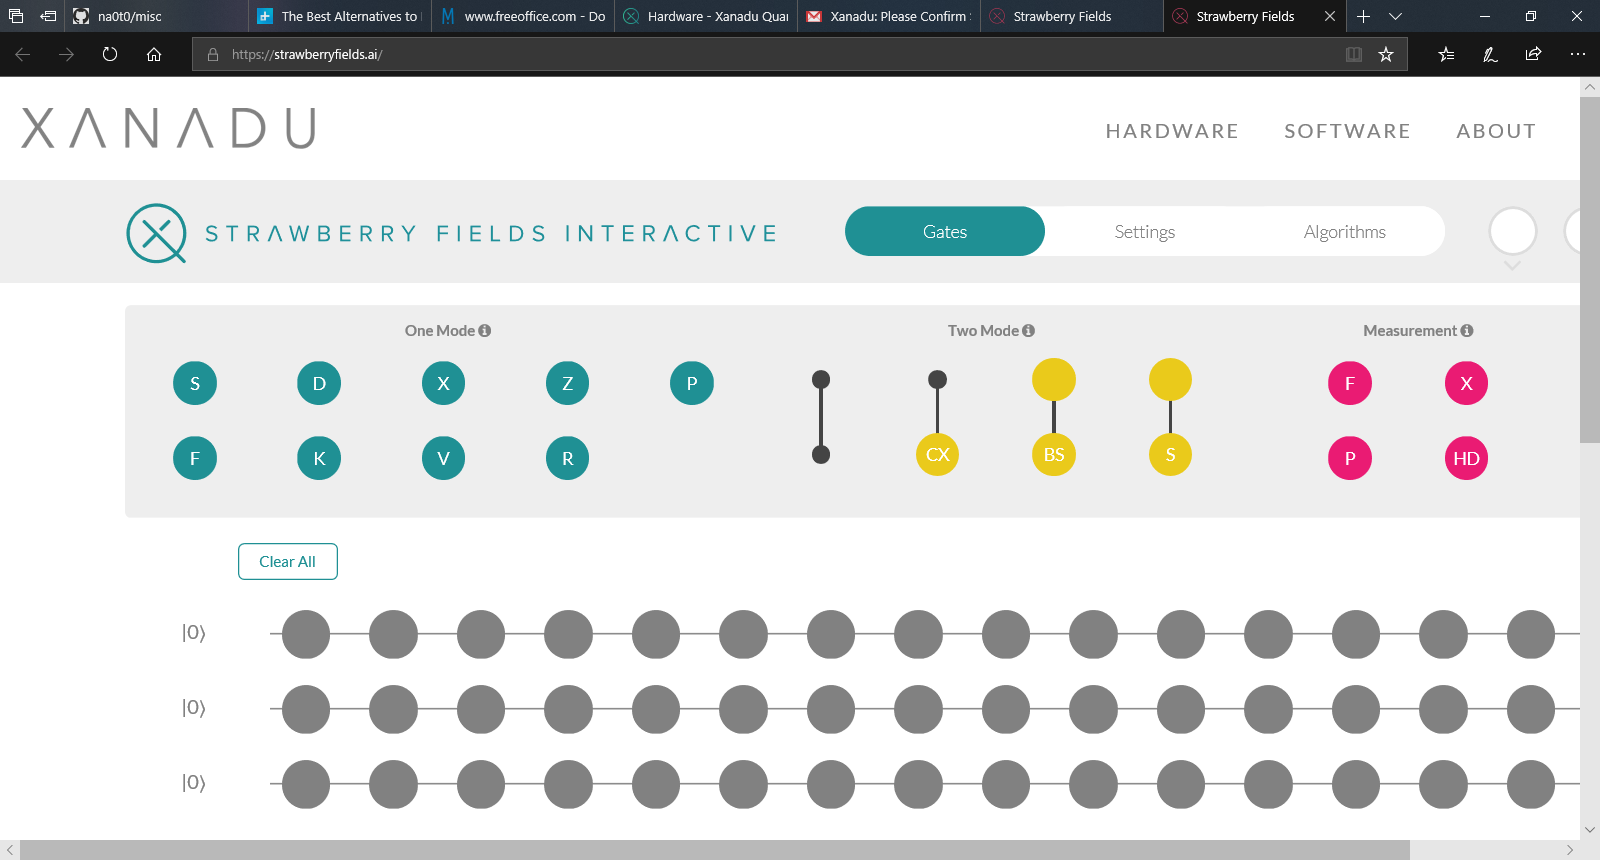 na0t0/misc
The Best Alternatives to
www.freeoffice.com - Do
Hardware - Xanadu Qua
Xanadu: Please Confirm
Strawberry Fields
Strawberry Fields
https://strawberryfields.ai/
XANADU
HARDWARE SOFTWARE ABOUT
STRAWBERRY FIELDS INTERACTIVE
Gates Settings Algorithms
One Mode Two Mode Measurement
S D X Z P F X
F K V R CX BS S P HD
Clear All
|0⟩
|0⟩
|0⟩